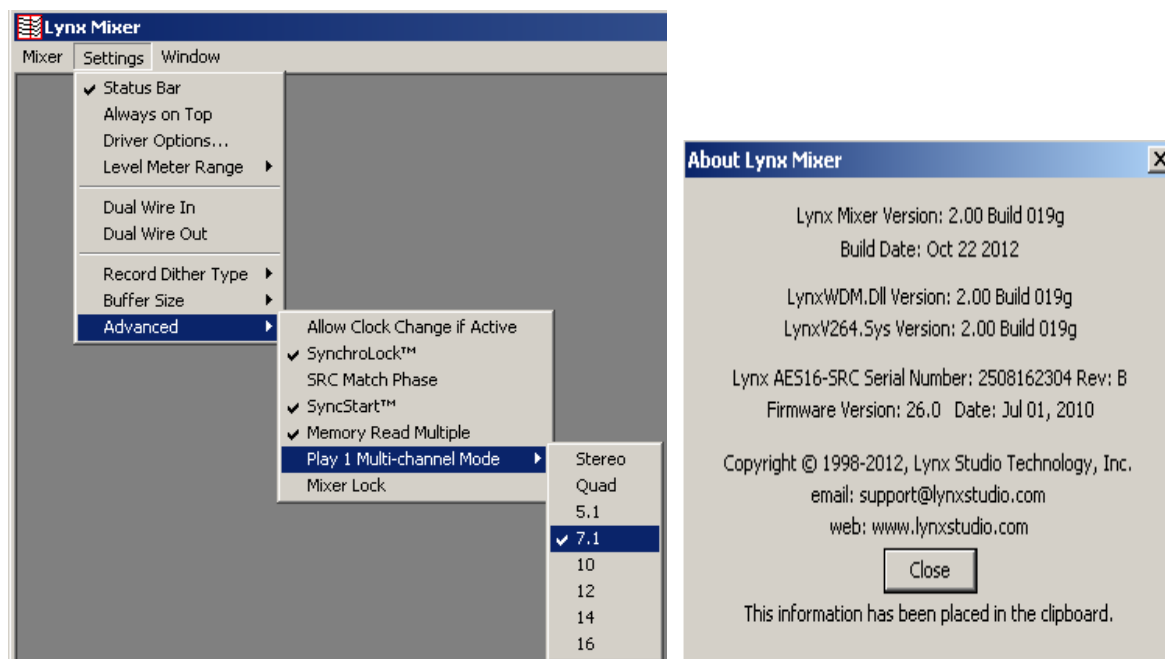 Lynx Mixer
Mixer Settings Window
Status Bar
Always on Top
Driver Options...
Level Meter Range
Dual Wire In
Dual Wire Out
Record Dither Type
Buffer Size
Advanced
Allow Clock Change if Active
SynchroLock™
SRC Match Phase
SyncStart™
Memory Read Multiple
Play 1 Multi-channel Mode
Mixer Lock
Stereo
Quad
5.1
7.1
10
12
14
16
About Lynx Mixer
Lynx Mixer Version: 2.00 Build 019g
Build Date: Oct 22 2012
LynxWDM.Dll Version: 2.00 Build 019g
LynxV264.Sys Version: 2.00 Build 019g
Lynx AES16-SRC Serial Number: 2508162304 Rev: B
Firmware Version: 26.0 Date: Jul 01, 2010
Copyright © 1998-2012, Lynx Studio Technology, Inc.
email: support@lynxstudio.com
web: www.lynxstudio.com
Close
This information has been placed in the clipboard.